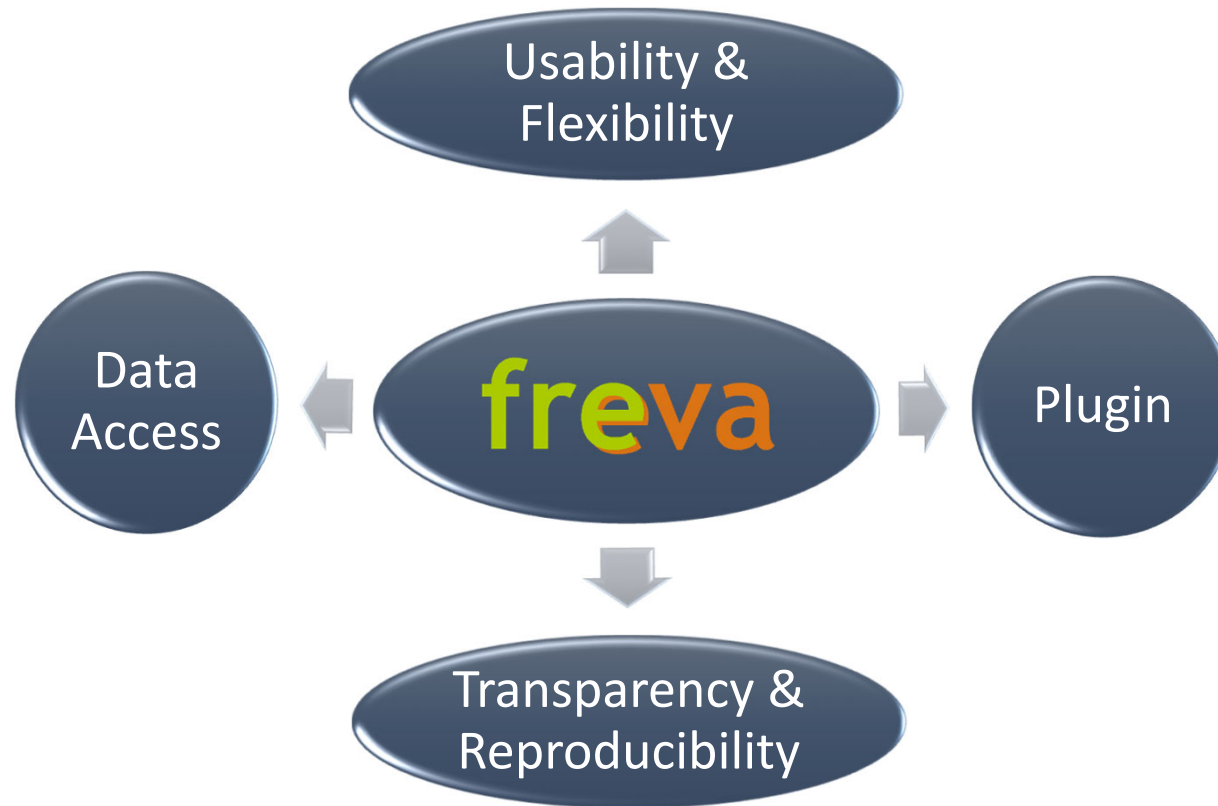 Usability &
Flexibility
Data
Access
freva
Plugin
Transparency &
Reproducibility